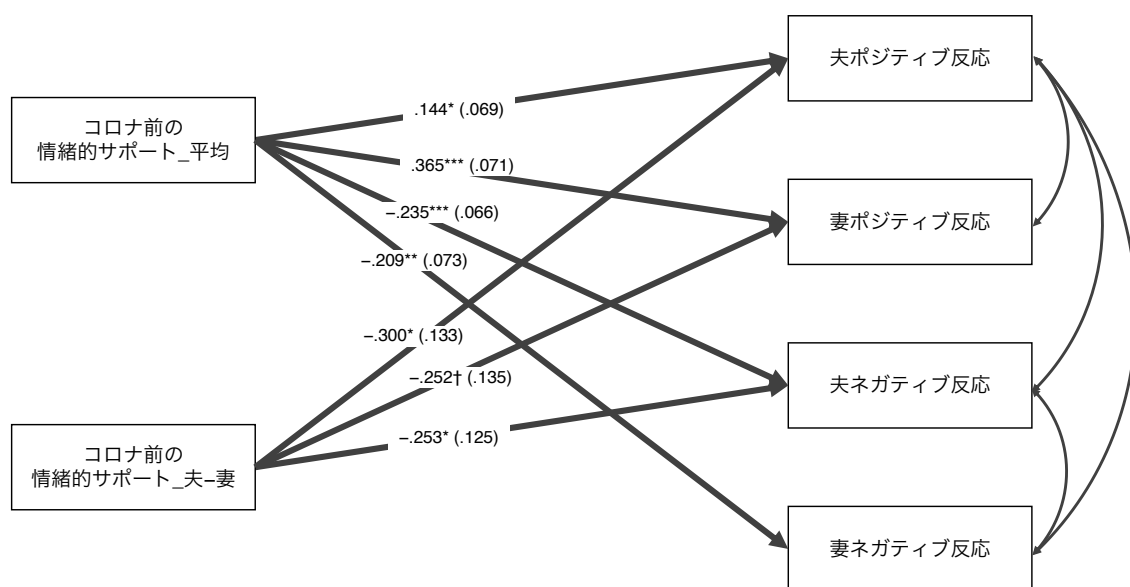 夫ポジティブ反応
コロナ前の
情緒的サポート_平均
.144* (.069)
.365*** (.071)
妻ポジティブ反応
−.235*** (.066)
−.209** (.073)
−.300* (.133)
−.252† (.135)
夫ネガティブ反応
−.253* (.125)
コロナ前の
情緒的サポート_夫−妻
妻ネガティブ反応